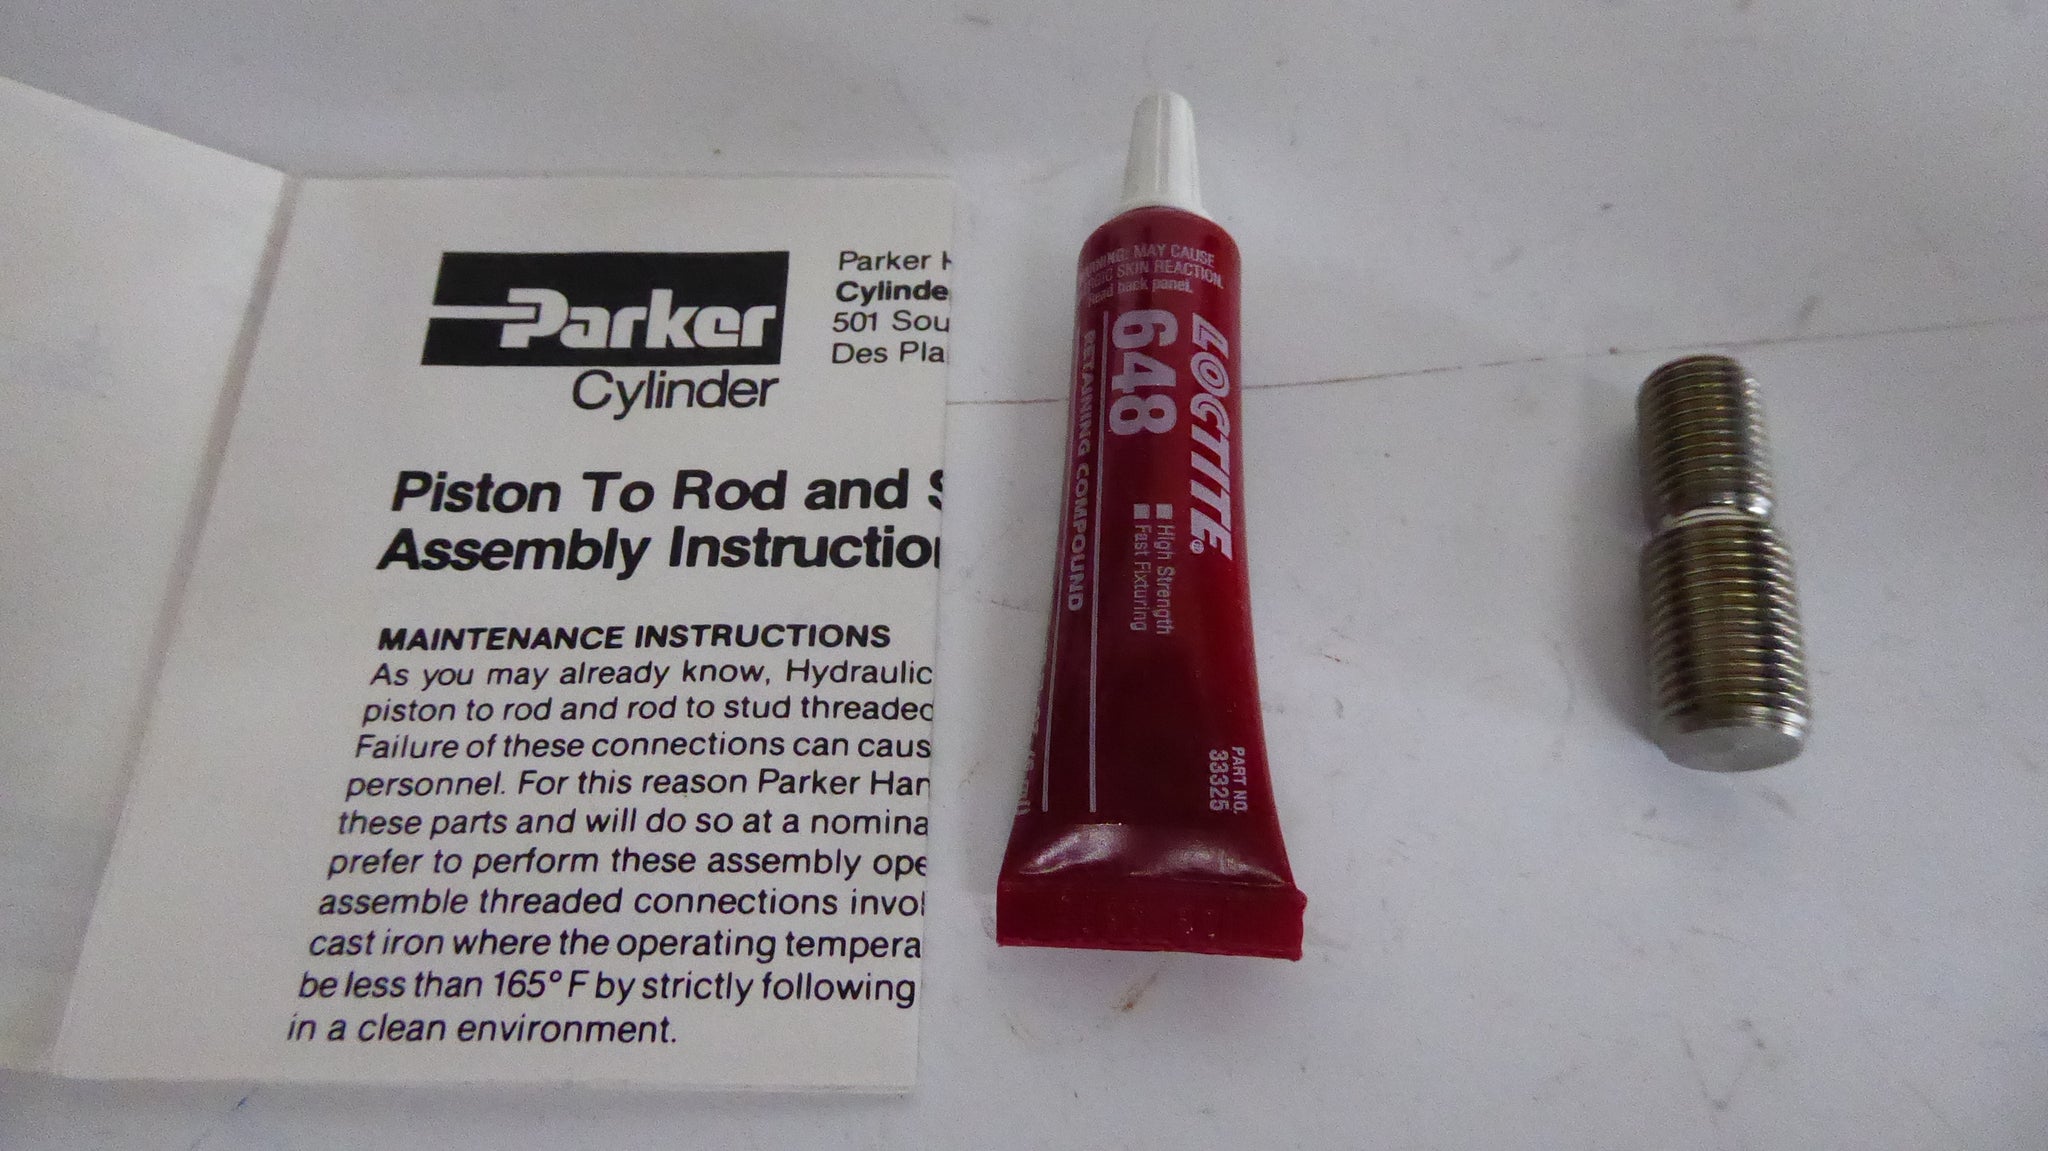 Parker
Cylinder
Parker H
Cylinde
501 Sou
Des Pla
Piston To Rod and S
Assembly Instruction
MAINTENANCE INSTRUCTIONS
As you may already know, Hydraulic
piston to rod and rod to stud threaded
Failure of these connections can caus
personnel. For this reason Parker Han
these parts and will do so at a nomina
prefer to perform these assembly ope
assemble threaded connections invol
cast iron where the operating tempera
be less than 165° F by strictly following
in a clean environment.
MAY CAUSE
SKIN REACTION.
Read back panel.
LOCTITE®
648
RETAINING COMPOUND
High Strength
Fast Fixturing
PART NO.
33325